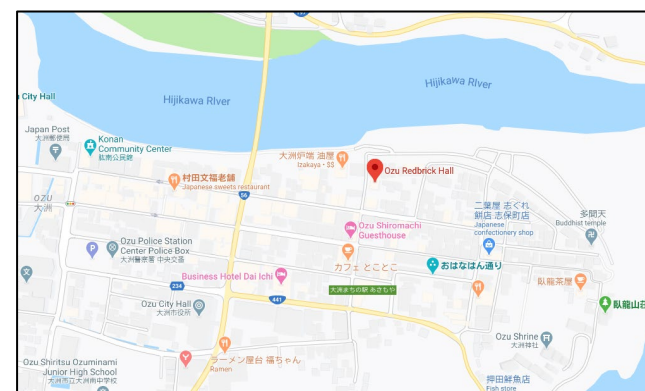 Hijikawa River
Hijikawa River
City Hall
Japan Post
大洲郵便局
Konan
Community Center
肱南公民館
大洲炉端 油屋
Izakaya・$$
Ozu Redbrick Hall
村田文福老舗
Japanese sweets restaurant
56
OZU
大洲
二葉屋 志ぐれ
餅店 志保町店
Japanese
confectionery shop
多聞天
Buddhist temple
卍
Ozu Shiromachi
Guesthouse
P
Ozu Police Station
Center Police Box
大洲警察署 中央交番
カフェ とことこ
おはなはん通り
Business Hotel Dai Ichi
文
234
441
大洲まちの駅 あさもや
臥龍茶屋
臥龍山荘
Ozu City Hall
大洲市役所
Ozu Shrine
大洲神社
ラーメン屋台 福ちゃん
Ramen
Ozu Shiritsu Ozuminami
Junior High School
大洲市立大洲南中学校
押田鮮魚店
Fish store